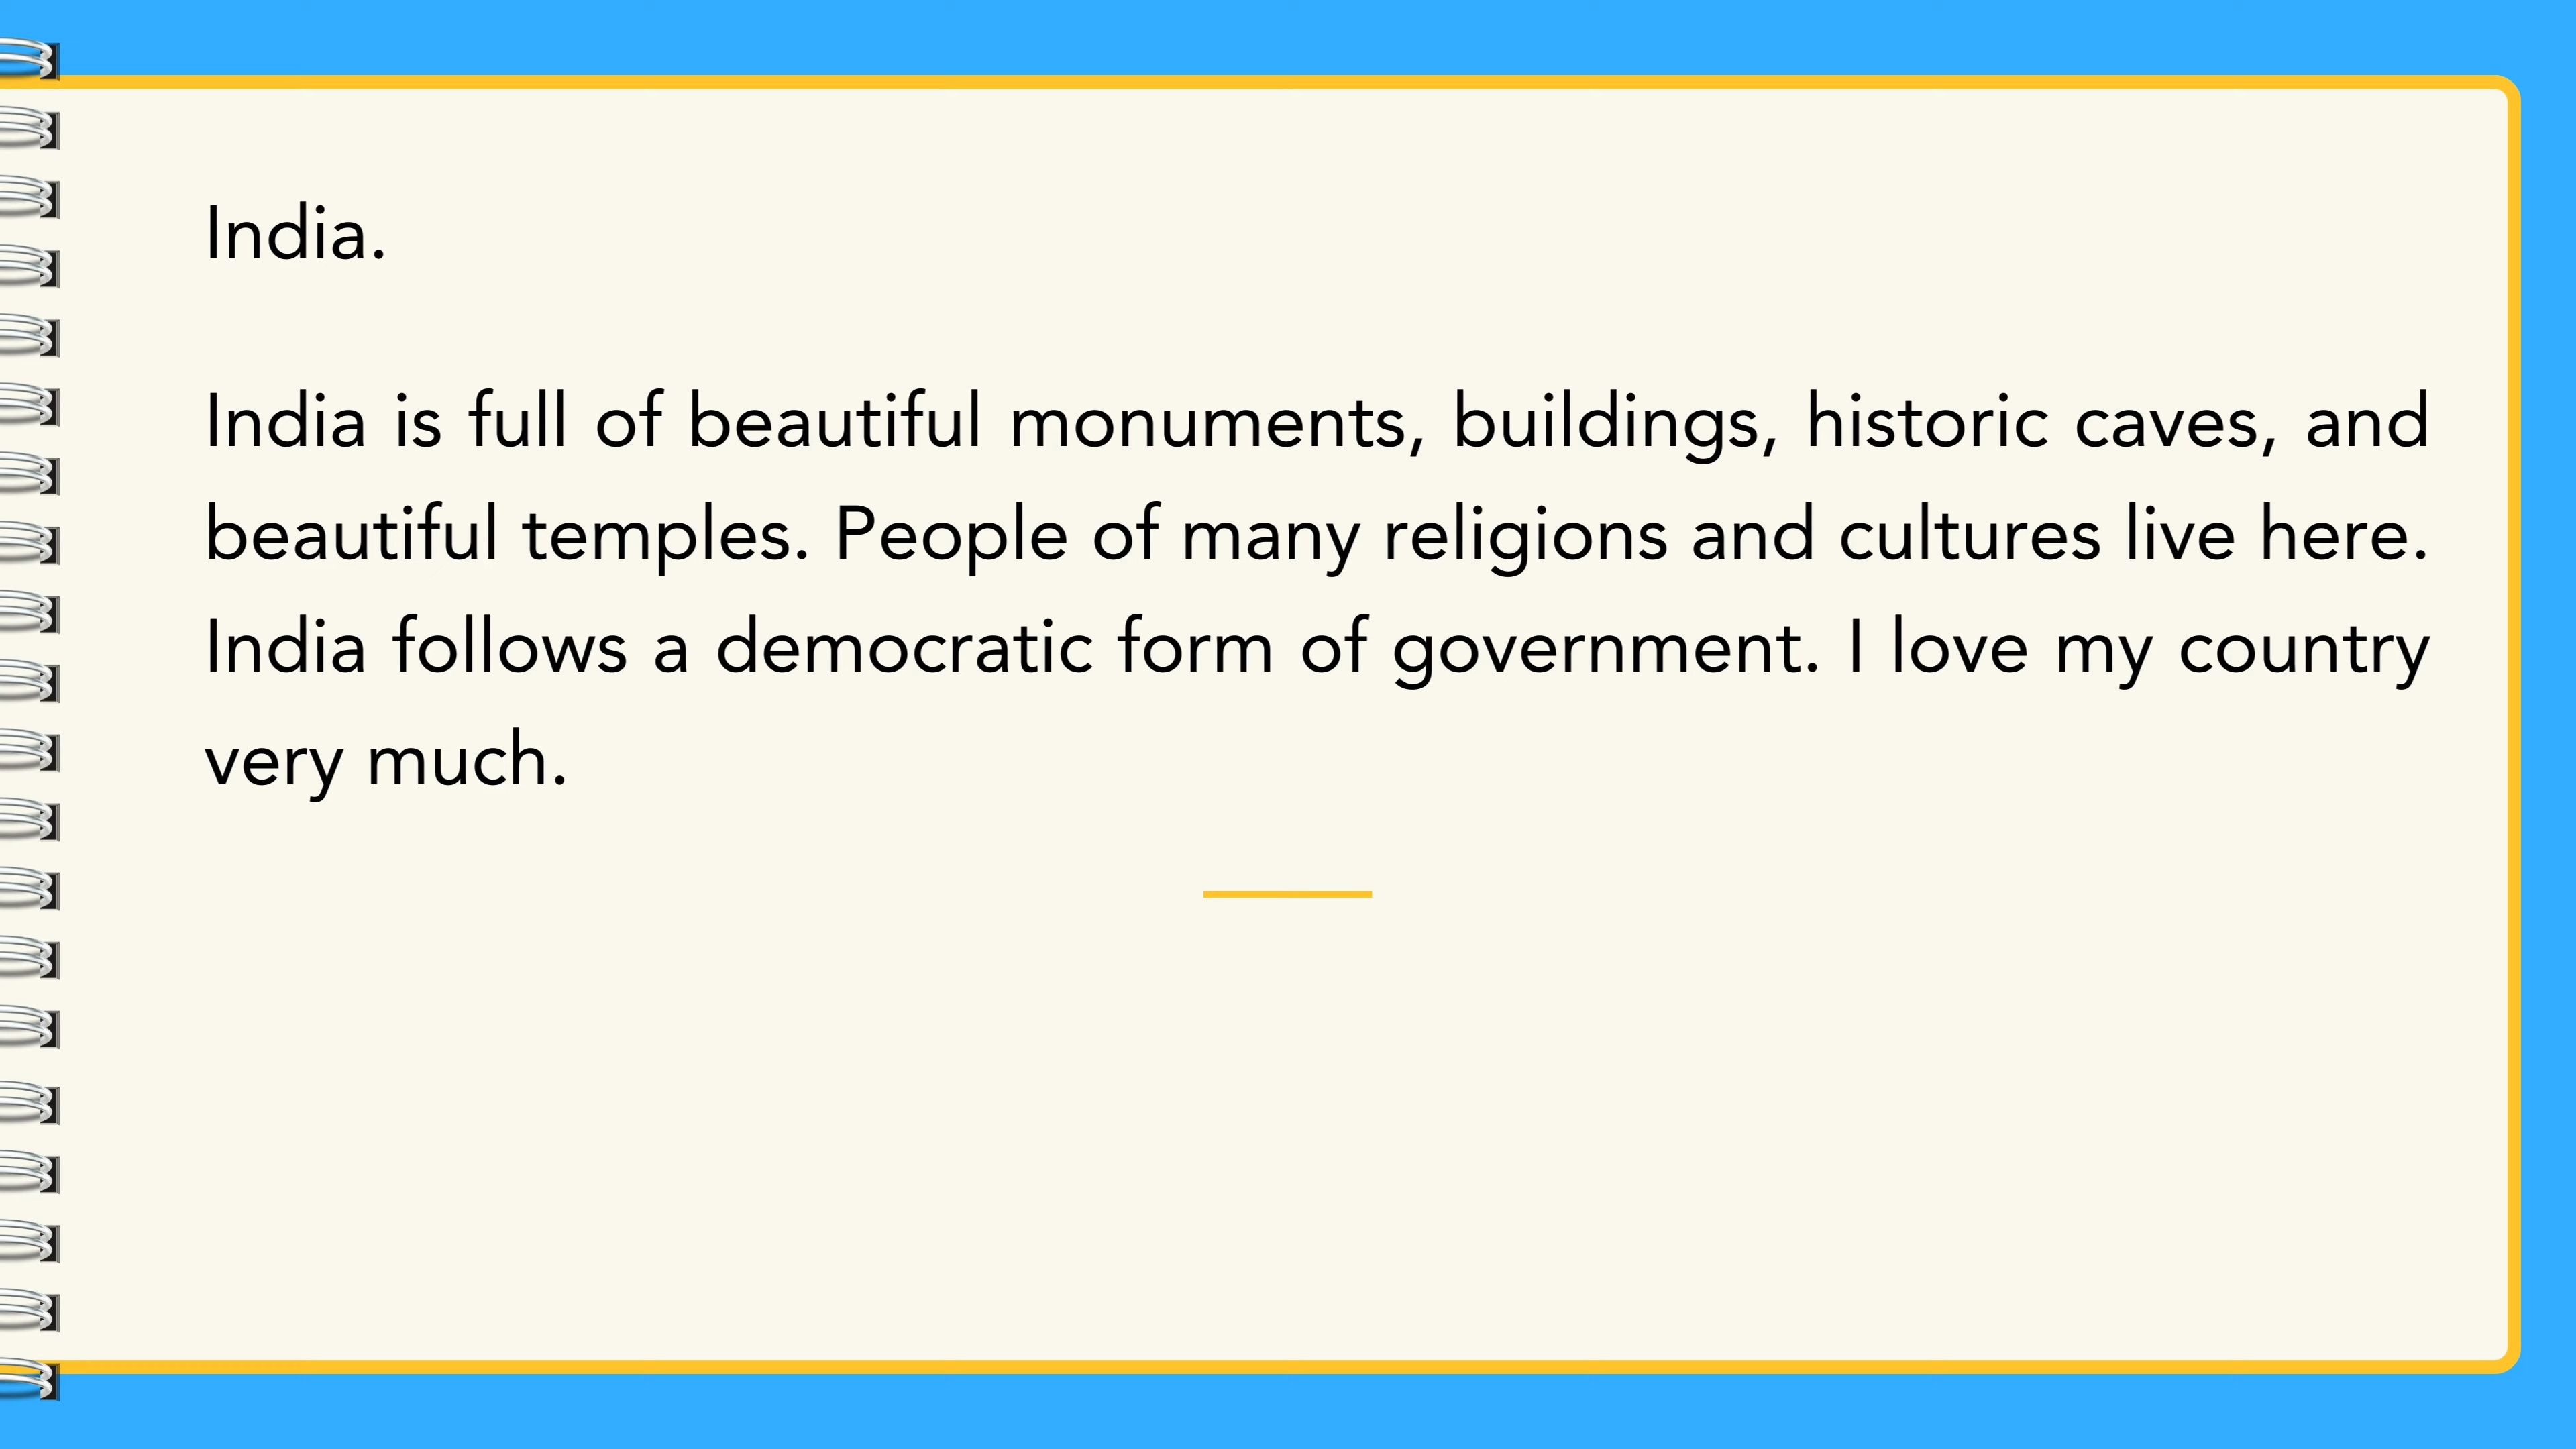 India.
India is full of beautiful monuments, buildings, historic caves, and
beautiful temples. People of many religions and cultures live here.
India follows a democratic form of government. I love my country
very much.